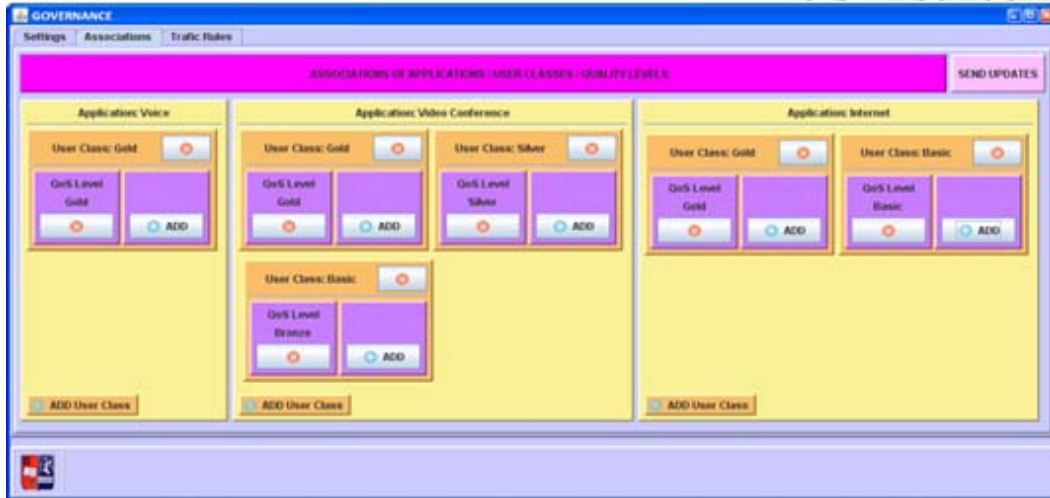 GOVERNANCE
Settings Associations Trafic Rules
ASSOCIATIONS OF APPLICATIONS / USER CLASSES / QUALITY LEVELS
SEND UPDATES
Application: Voice
User Class: Gold
QoS Level
Gold
ADD
ADD User Class
Application: Video Conference
User Class: Gold
QoS Level
Gold
ADD
User Class: Silver
QoS Level
Silver
ADD
User Class: Basic
QoS Level
Bronze
ADD
ADD User Class
Application: Internet
User Class: Gold
QoS Level
Gold
ADD
User Class: Basic
QoS Level
Basic
ADD
ADD User Class